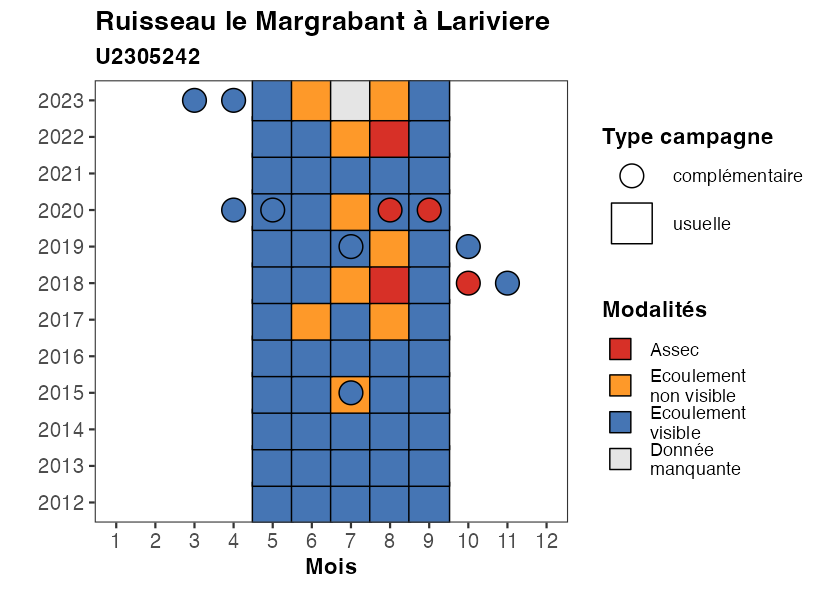 Ruisseau le Margrabant à Lariviere
U2305242
2023
2022
2021
2020
2019
2018
2017
2016
2015
2014
2013
2012
1 2 3 4 5 6 7 8 9 10 11 12
Mois
Type campagne
complémentaire
usuelle
Modalités
Assec
Ecoulement
non visible
Ecoulement
visible
Donnée
manquante